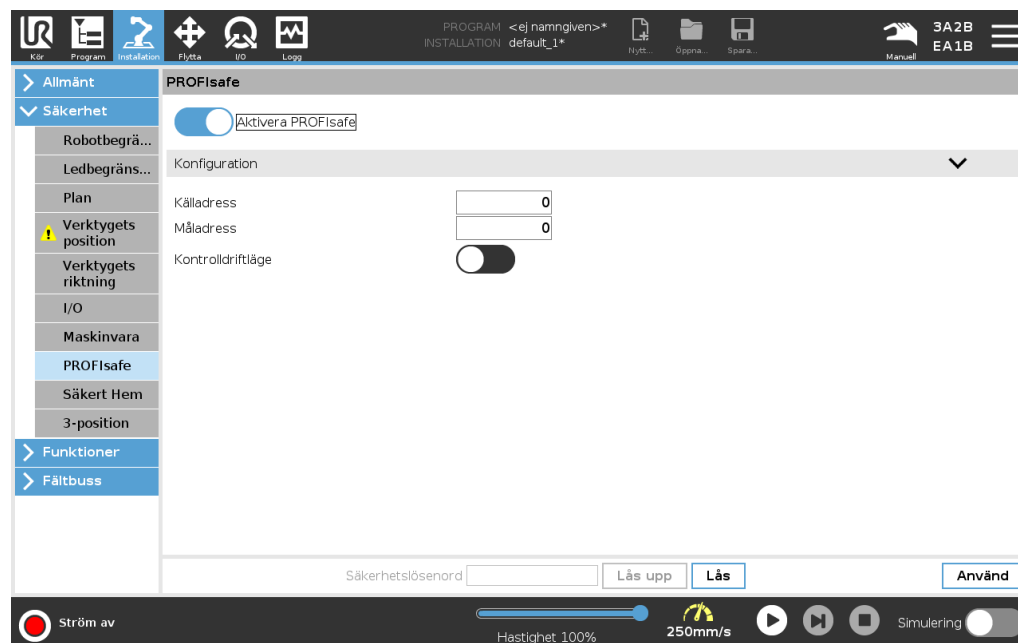 PROGRAM <ej namngiven>*
INSTALLATION default_1*
UR
Kör
Program
Installation
Flytta
I/O
Logg
Nytt...
Öppna...
Spara...
Manuell
3A2B
EA1B
Allmänt
Säkerhet
Robotbegrä...
Ledbegräns...
Plan
Verktygets
position
Verktygets
riktning
I/O
Maskinvara
PROFIsafe
Säkert Hem
3-position
Funktioner
Fältbuss
PROFIsafe
Aktivera PROFIsafe
Konfiguration
Källadress 0
Måladress 0
Kontrolldriftläge
Säkerhetslösenord
Lås upp
Lås
Använd
Ström av
Hastighet 100%
250mm/s
Simulering